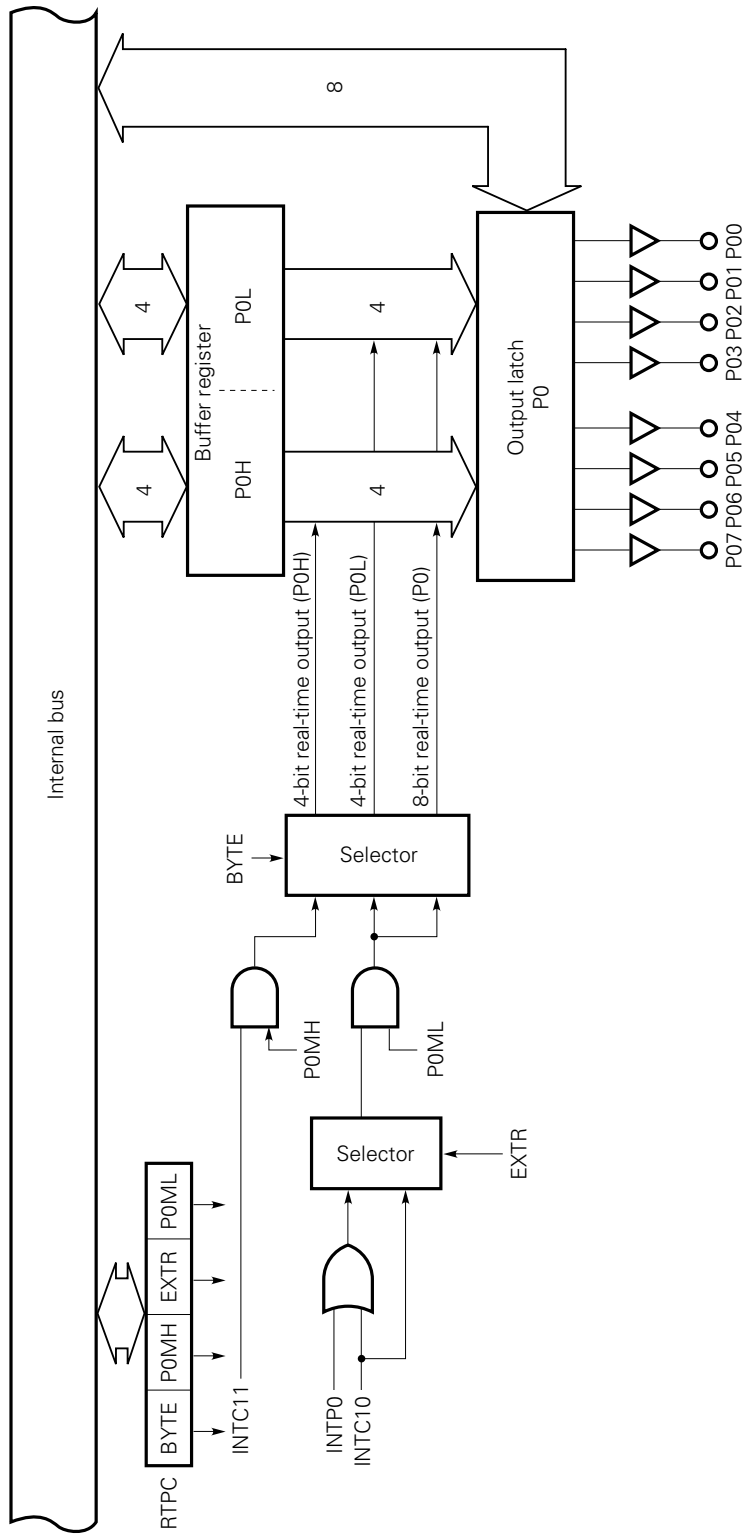 Internal bus
RTPC
BYTE
P0MH
EXTR
P0ML
INTC11
INTP0
INTC10
P0MH
Selector
EXTR
P0ML
BYTE
Selector
4-bit real-time output (P0H)
4-bit real-time output (P0L)
8-bit real-time output (P0)
4
4
8
Buffer register
P0H
P0L
4
4
Output latch
P0
P07 P06 P05 P04
P03 P02 P01 P00